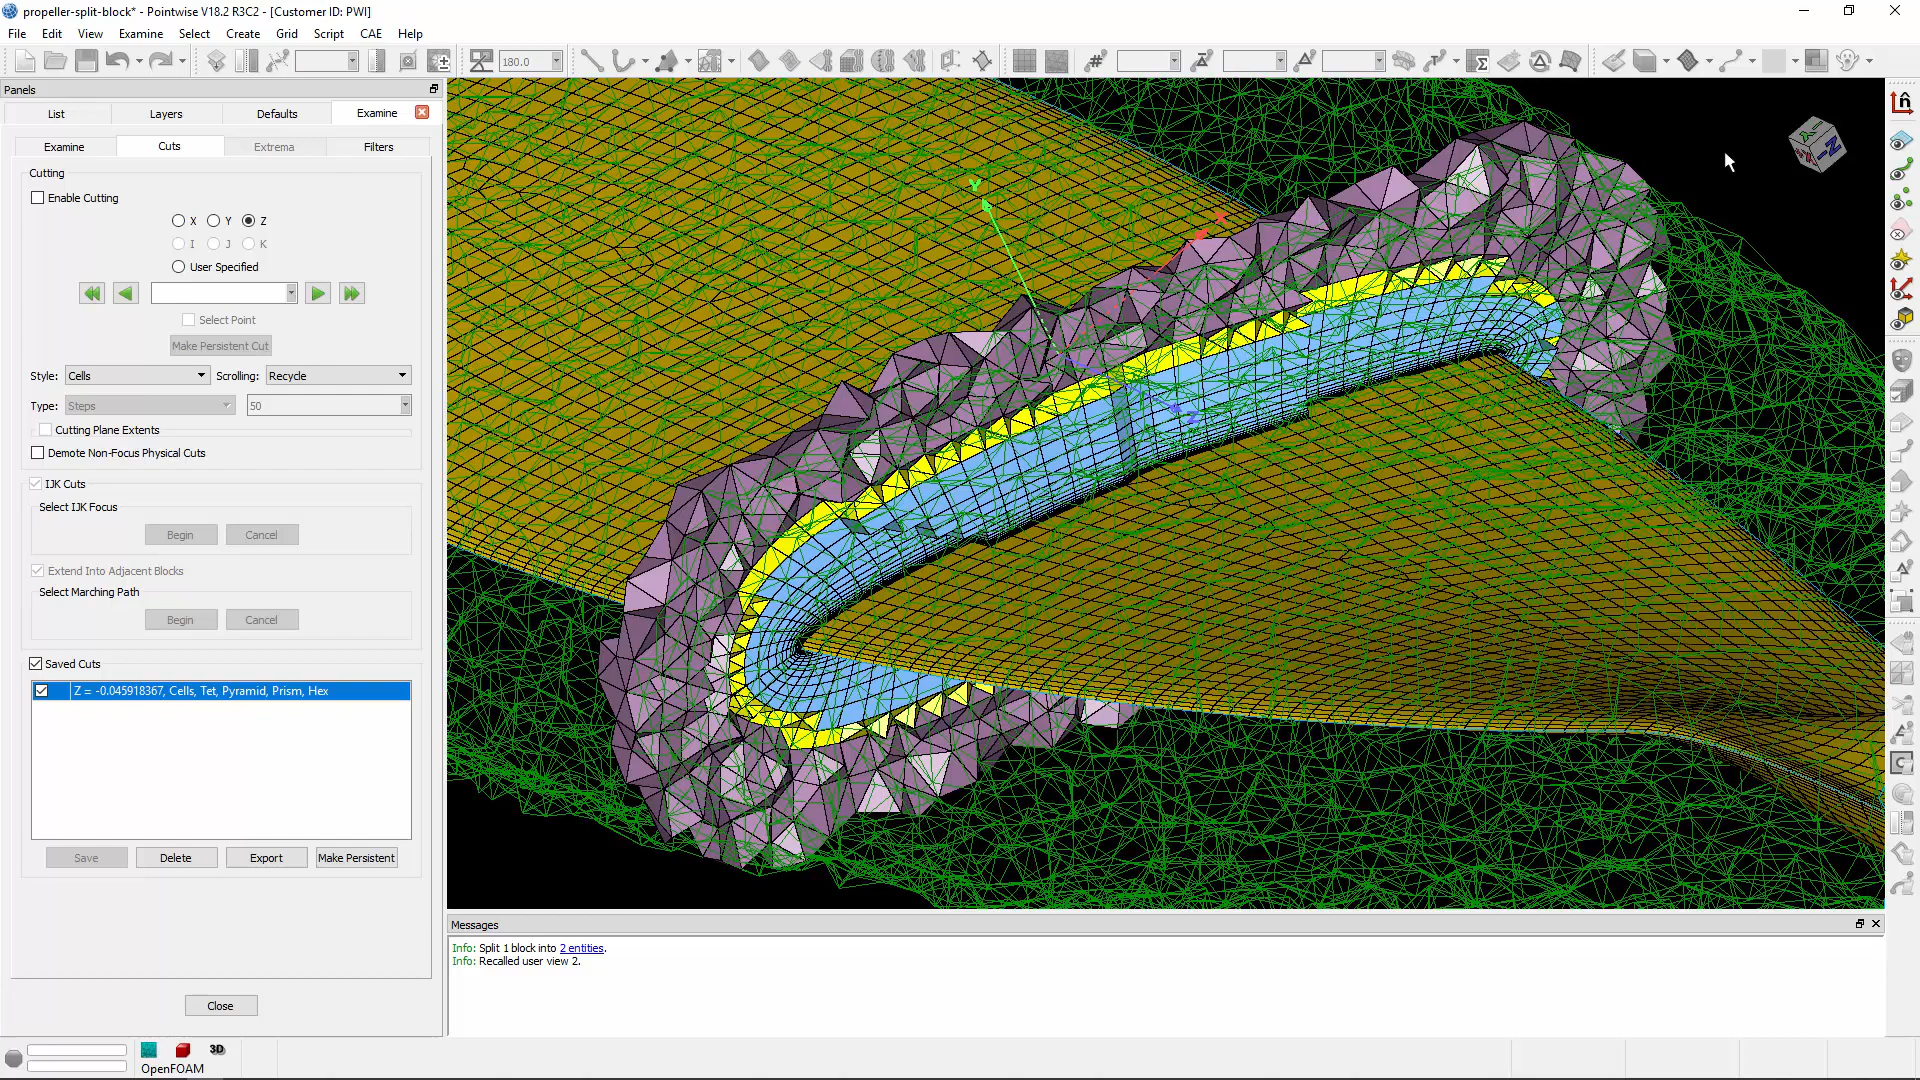 propeller-split-block* - Pointwise V18.2 R3C2 - [Customer ID: PWI]
File Edit View Examine Select Create Grid Script CAE Help
180.0
Panels
List Layers Defaults Examine
Examine Cuts Extrema Filters
Cutting
Enable Cutting
X Y Z
I J K
User Specified
Select Point
Make Persistent Cut
Style: Cells Scrolling: Recycle
Type: Steps 50
Cutting Plane Extents
Demote Non-Focus Physical Cuts
IJK Cuts
Select IJK Focus
Begin Cancel
Extend Into Adjacent Blocks
Select Marching Path
Begin Cancel
Saved Cuts
Z = -0.045918367, Cells, Tet, Pyramid, Prism, Hex
Save Delete Export Make Persistent
Close
Y
X
Z
-Z
Messages
Info: Split 1 block into 2 entities.
Info: Recalled user view 2.
3D
OpenFOAM